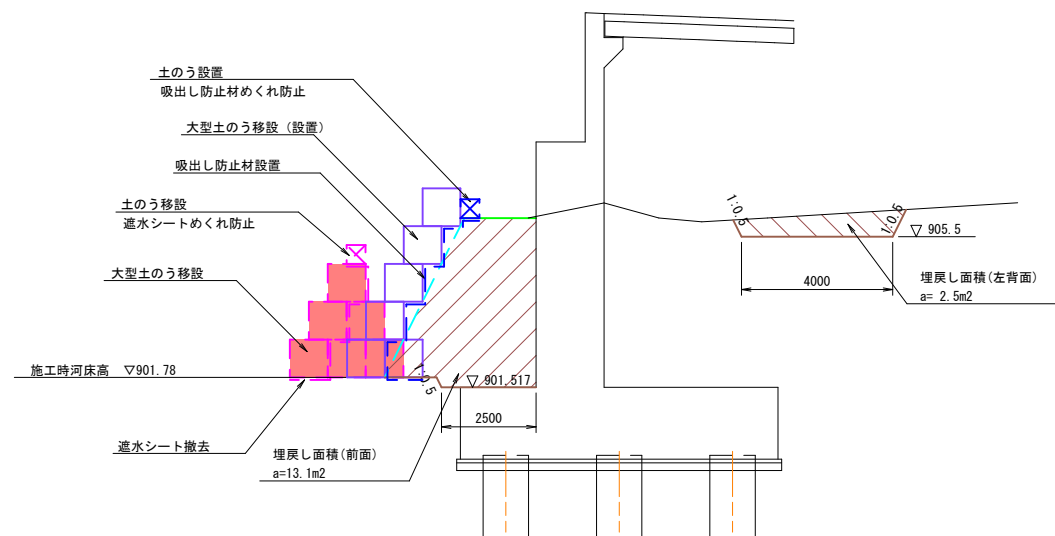 土のう設置
吸出し防止材めくれ防止
大型土のう移設（設置）
吸出し防止材設置
土のう移設
遮水シートめくれ防止
大型土のう移設
施工時河床高 ▽901.78
遮水シート撤去
1:0.5
▽ 901.517
2500
埋戻し面積(前面)
a=13.1m2
1:0.5
1:0.5
▽ 905.5
4000
埋戻し面積(左背面)
a= 2.5m2